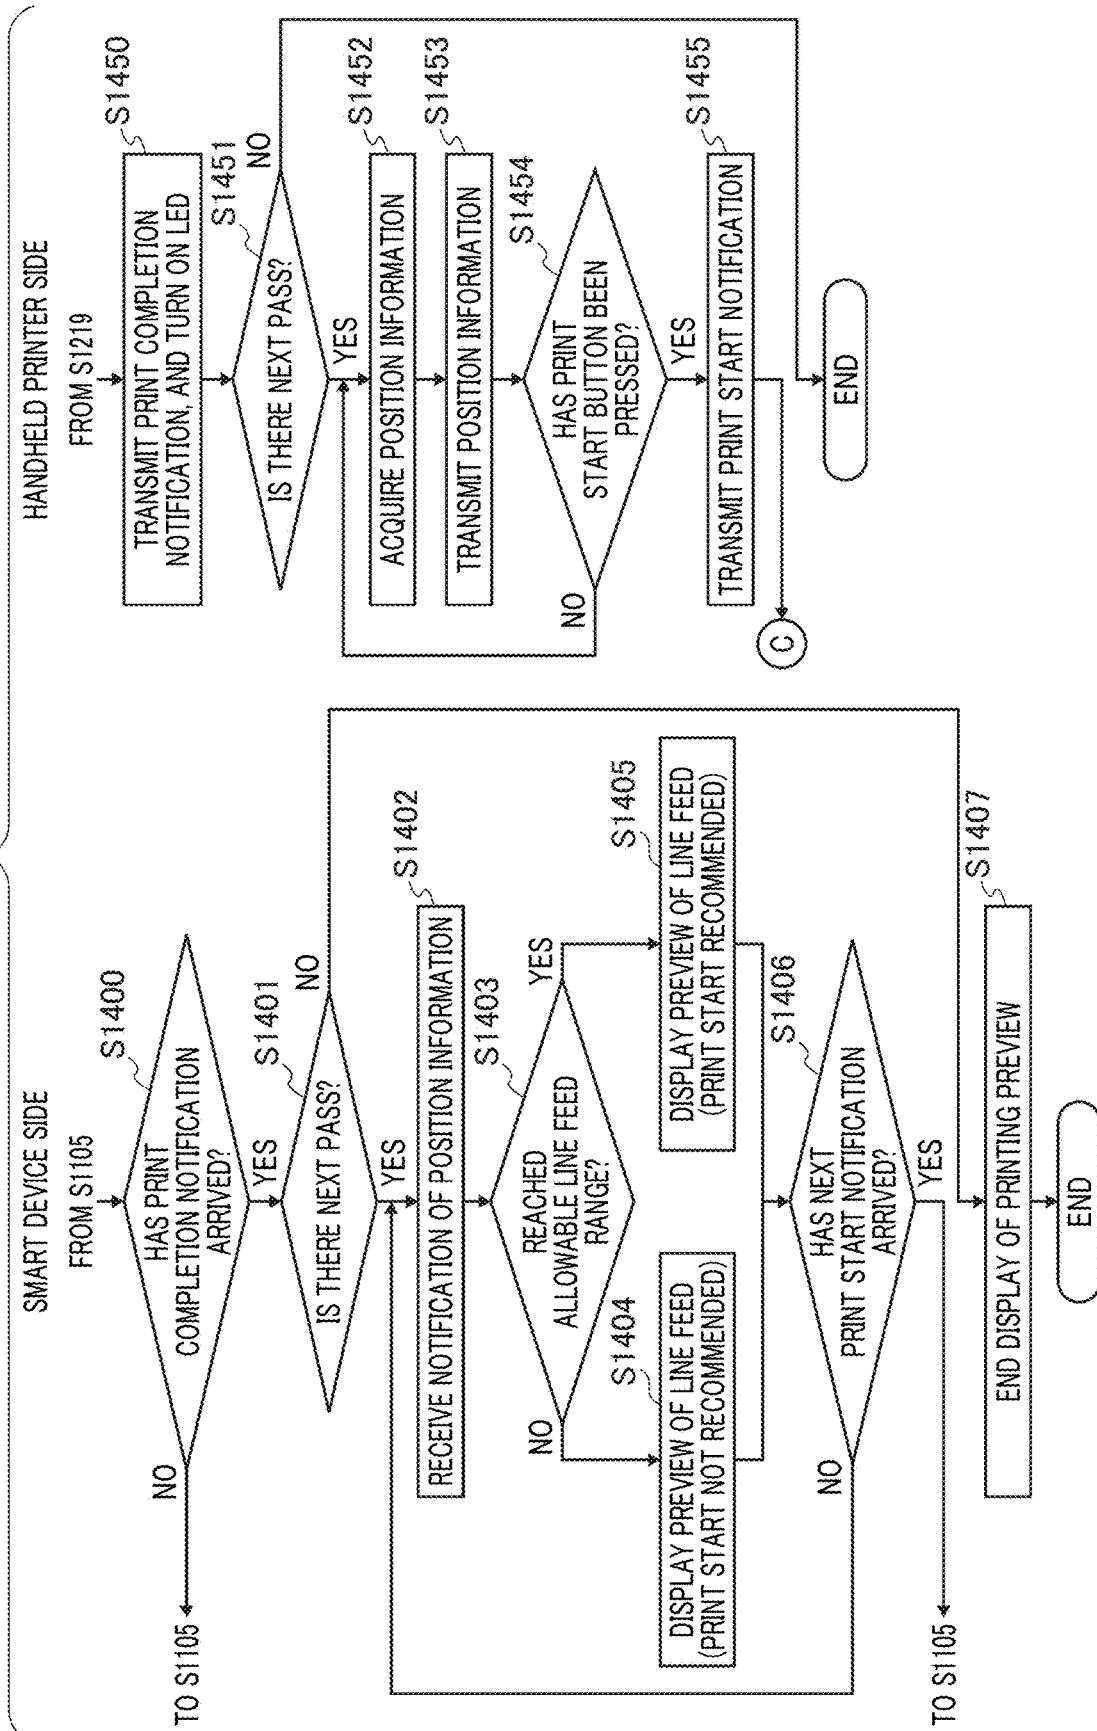 SMART DEVICE SIDE
FROM S1105
S1400
HAS PRINT
COMPLETION NOTIFICATION
ARRIVED?
NO
TO S1105
YES
S1401
IS THERE NEXT PASS?
NO
YES
S1402
RECEIVE NOTIFICATION OF POSITION INFORMATION
S1403
REACHED
ALLOWABLE LINE FEED
RANGE?
NO
YES
S1404
DISPLAY PREVIEW OF LINE FEED
(PRINT START NOT RECOMMENDED)
S1405
DISPLAY PREVIEW OF LINE FEED
(PRINT START RECOMMENDED)
S1406
HAS NEXT
PRINT START NOTIFICATION
ARRIVED?
NO
YES
TO S1105
S1407
END DISPLAY OF PRINTING PREVIEW
END
HANDHELD PRINTER SIDE
FROM S1219
S1450
TRANSMIT PRINT COMPLETION
NOTIFICATION, AND TURN ON LED
S1451
IS THERE NEXT PASS?
NO
YES
S1452
ACQUIRE POSITION INFORMATION
S1453
TRANSMIT POSITION INFORMATION
S1454
HAS PRINT
START BUTTON BEEN
PRESSED?
NO
YES
S1455
TRANSMIT PRINT START NOTIFICATION
C
END